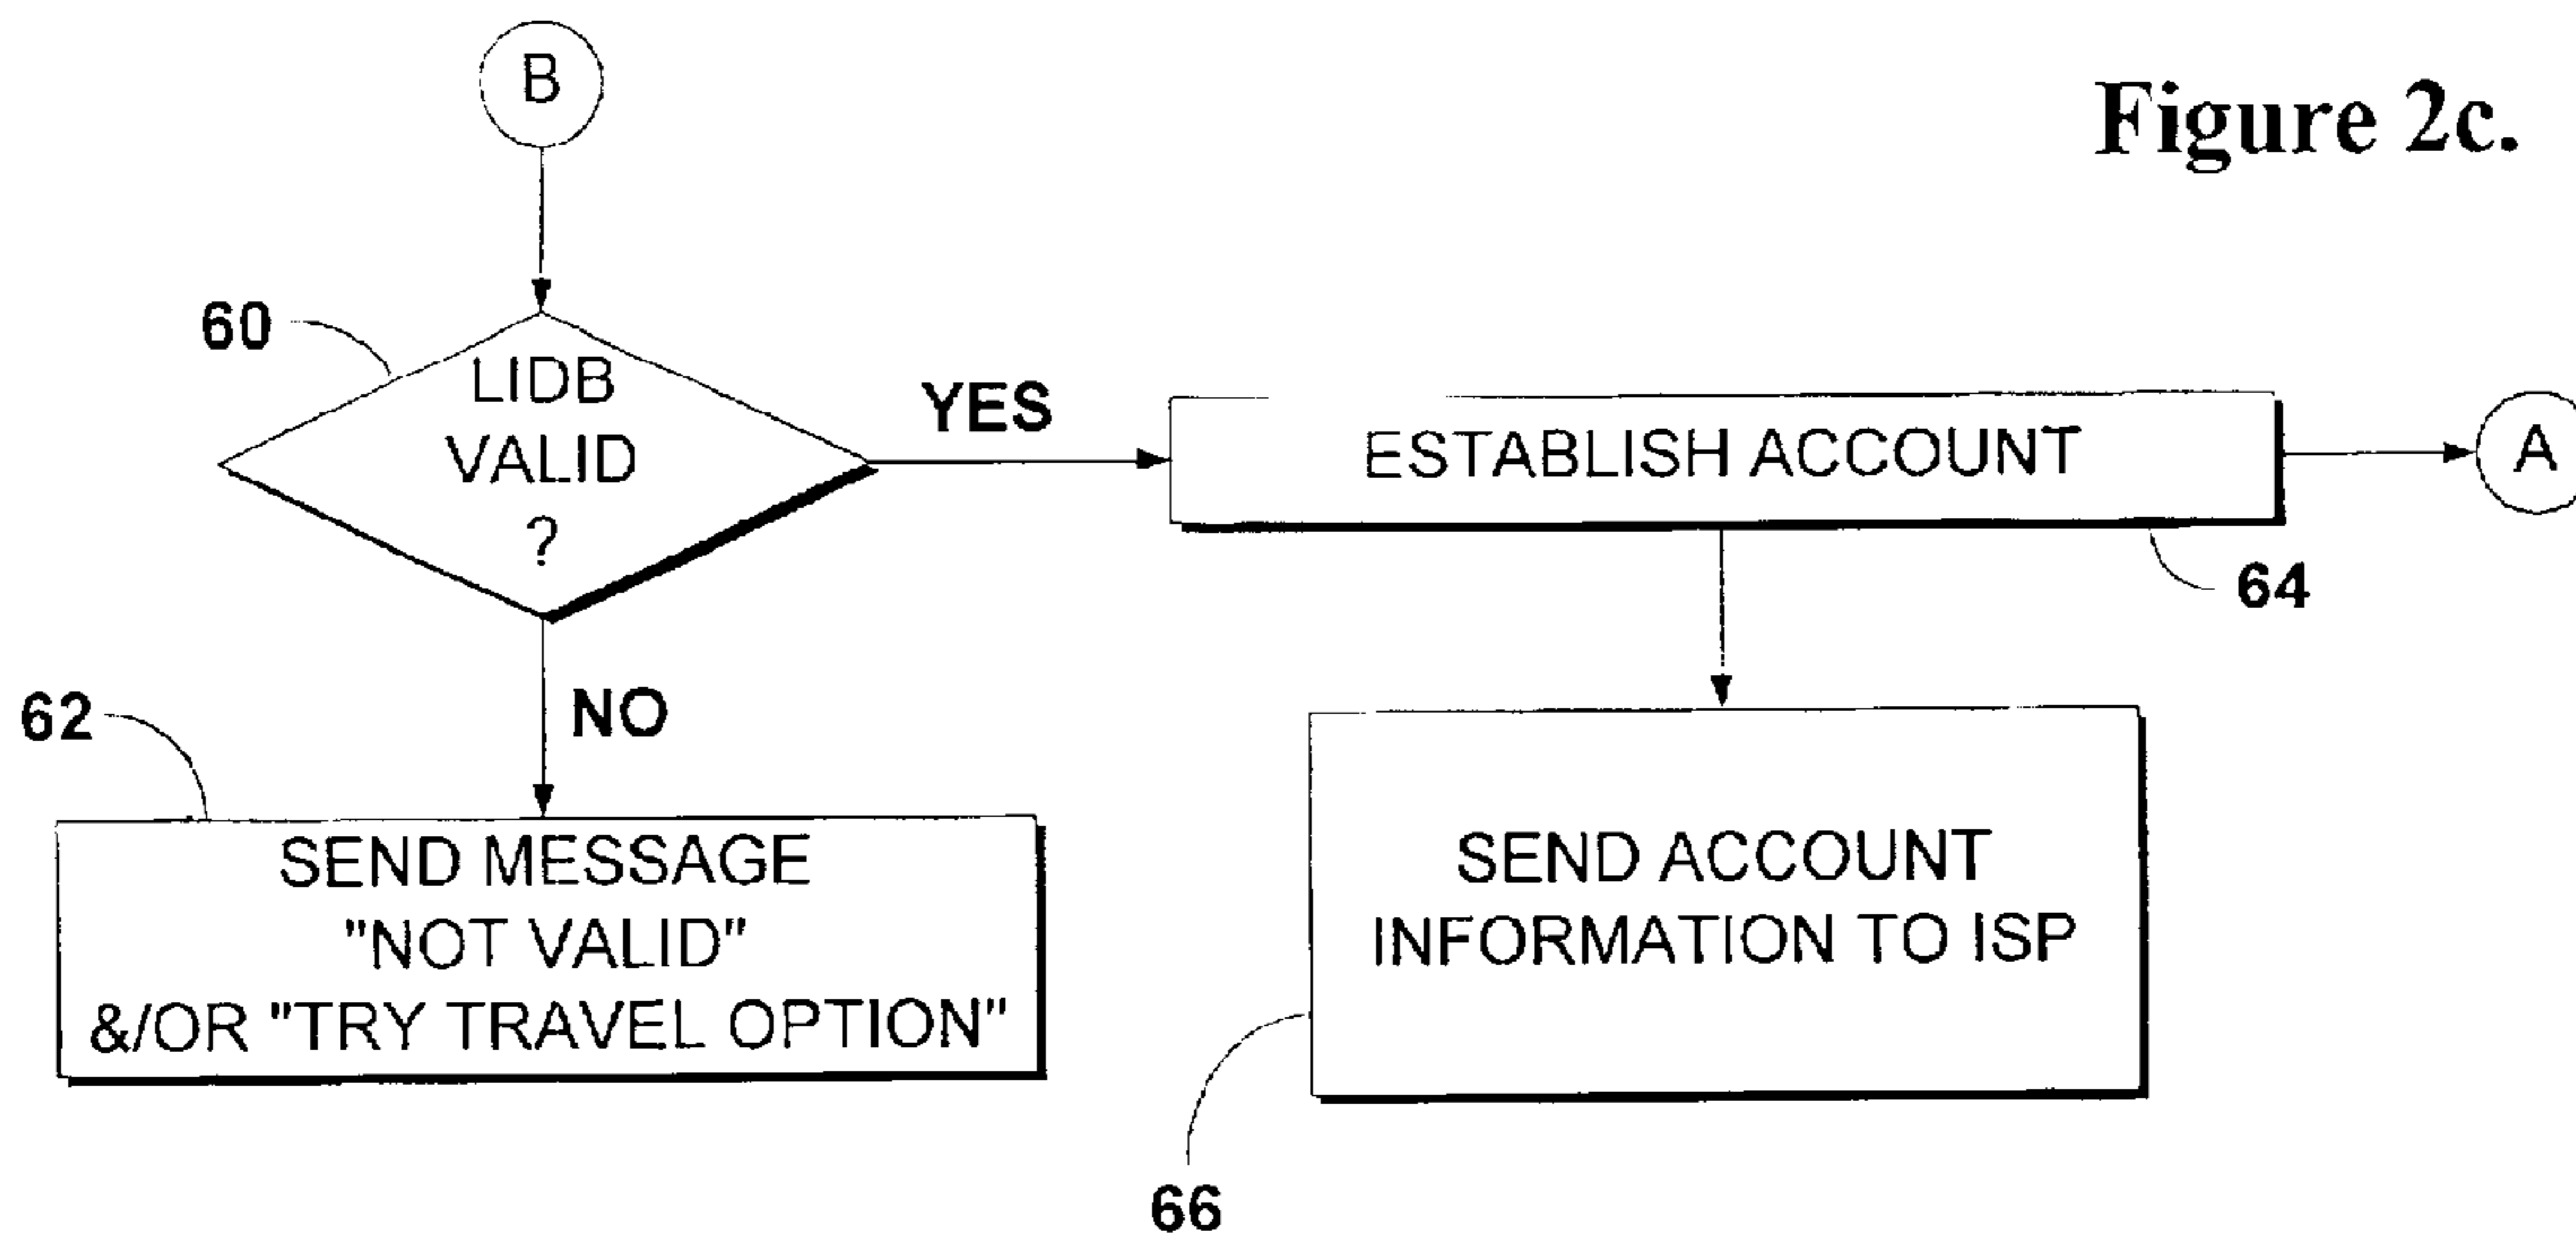 B
Figure 2c.
60
LIDB
VALID
?
YES
ESTABLISH ACCOUNT
A
64
62
NO
SEND MESSAGE
"NOT VALID"
&/OR "TRY TRAVEL OPTION"
SEND ACCOUNT
INFORMATION TO ISP
66